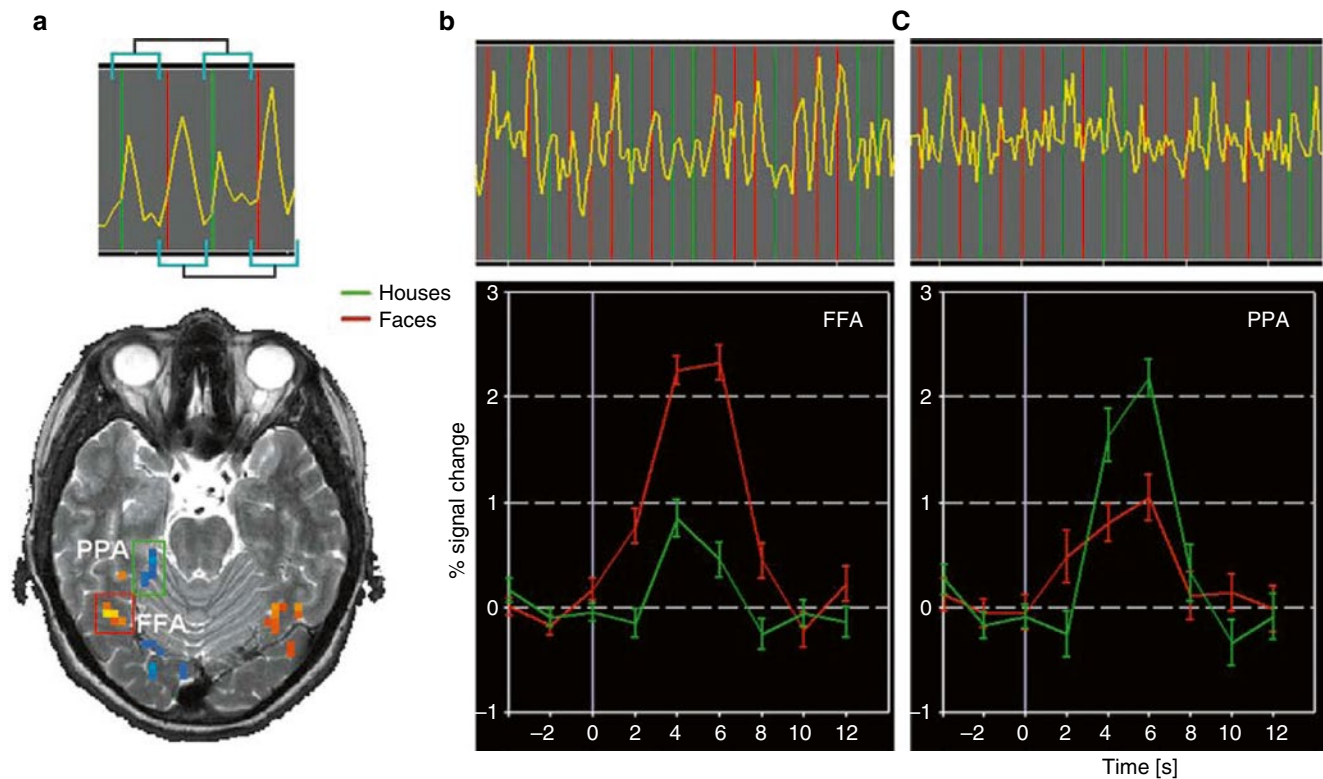 a
b
C
Houses
Faces
PPA
FFA
% signal change
3
2
1
0
–1
FFA
–2 0 2 4 6 8 10 12
3
2
1
0
–1
PPA
–2 0 2 4 6 8 10 12
Time [s]